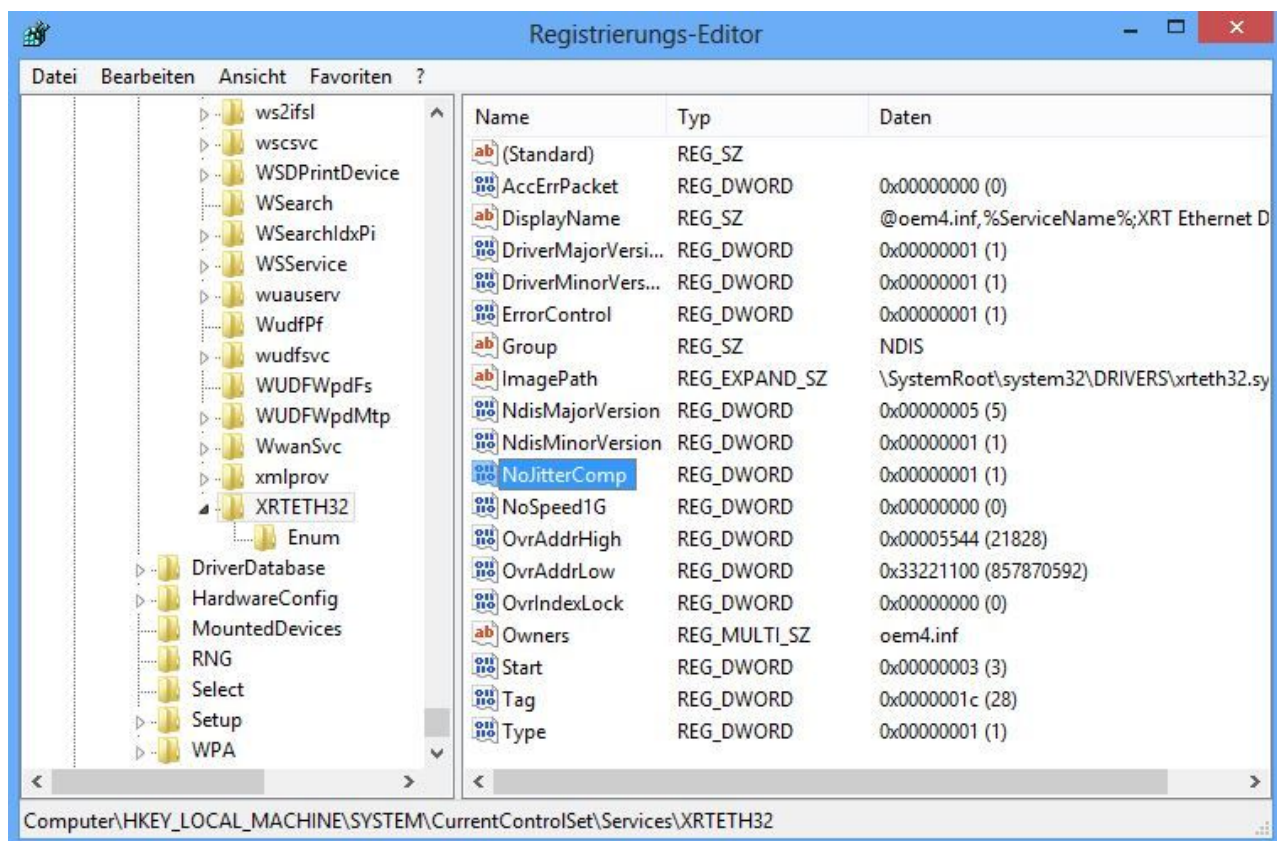 Registrierungs-Editor
Datei Bearbeiten Ansicht Favoriten ?
ws2ifsl
wscsvc
WSDPrintDevice
WSearch
WSearchIdxPi
WSService
wuauserv
WudfPf
wudfsvc
WUDFWpdFs
WUDFWpdMtp
WwanSvc
xmlprov
XRTETH32
Enum
DriverDatabase
HardwareConfig
MountedDevices
RNG
Select
Setup
WPA
Name Typ Daten
(Standard) REG_SZ
AccErrPacket REG_DWORD 0x00000000 (0)
DisplayName REG_SZ @oem4.inf,%ServiceName%;XRT Ethernet D
DriverMajorVersi... REG_DWORD 0x00000001 (1)
DriverMinorVers... REG_DWORD 0x00000001 (1)
ErrorControl REG_DWORD 0x00000001 (1)
Group REG_SZ NDIS
ImagePath REG_EXPAND_SZ \SystemRoot\system32\DRIVERS\xrteth32.sy
NdisMajorVersion REG_DWORD 0x00000005 (5)
NdisMinorVersion REG_DWORD 0x00000001 (1)
NoJitterComp REG_DWORD 0x00000001 (1)
NoSpeed1G REG_DWORD 0x00000000 (0)
OvrAddrHigh REG_DWORD 0x00005544 (21828)
OvrAddrLow REG_DWORD 0x33221100 (857870592)
OvrIndexLock REG_DWORD 0x00000000 (0)
Owners REG_MULTI_SZ oem4.inf
Start REG_DWORD 0x00000003 (3)
Tag REG_DWORD 0x0000001c (28)
Type REG_DWORD 0x00000001 (1)
Computer\HKEY_LOCAL_MACHINE\SYSTEM\CurrentControlSet\Services\XRTETH32